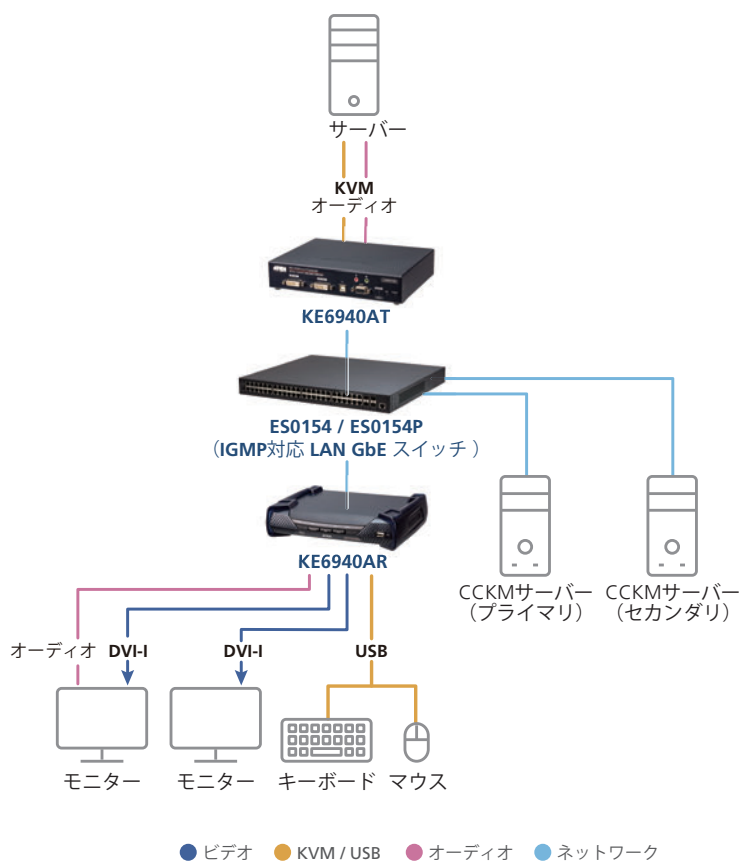 サーバー
KVM
オーディオ
KE6940AT
ES0154 / ES0154P
（IGMP対応 LAN GbE スイッチ ）
KE6940AR
CCKMサーバー
（プライマリ）
CCKMサーバー
（セカンダリ）
オーディオ
DVI-I
DVI-I
USB
モニター
モニター
キーボード
マウス
ビデオ
KVM / USB
オーディオ
ネットワーク